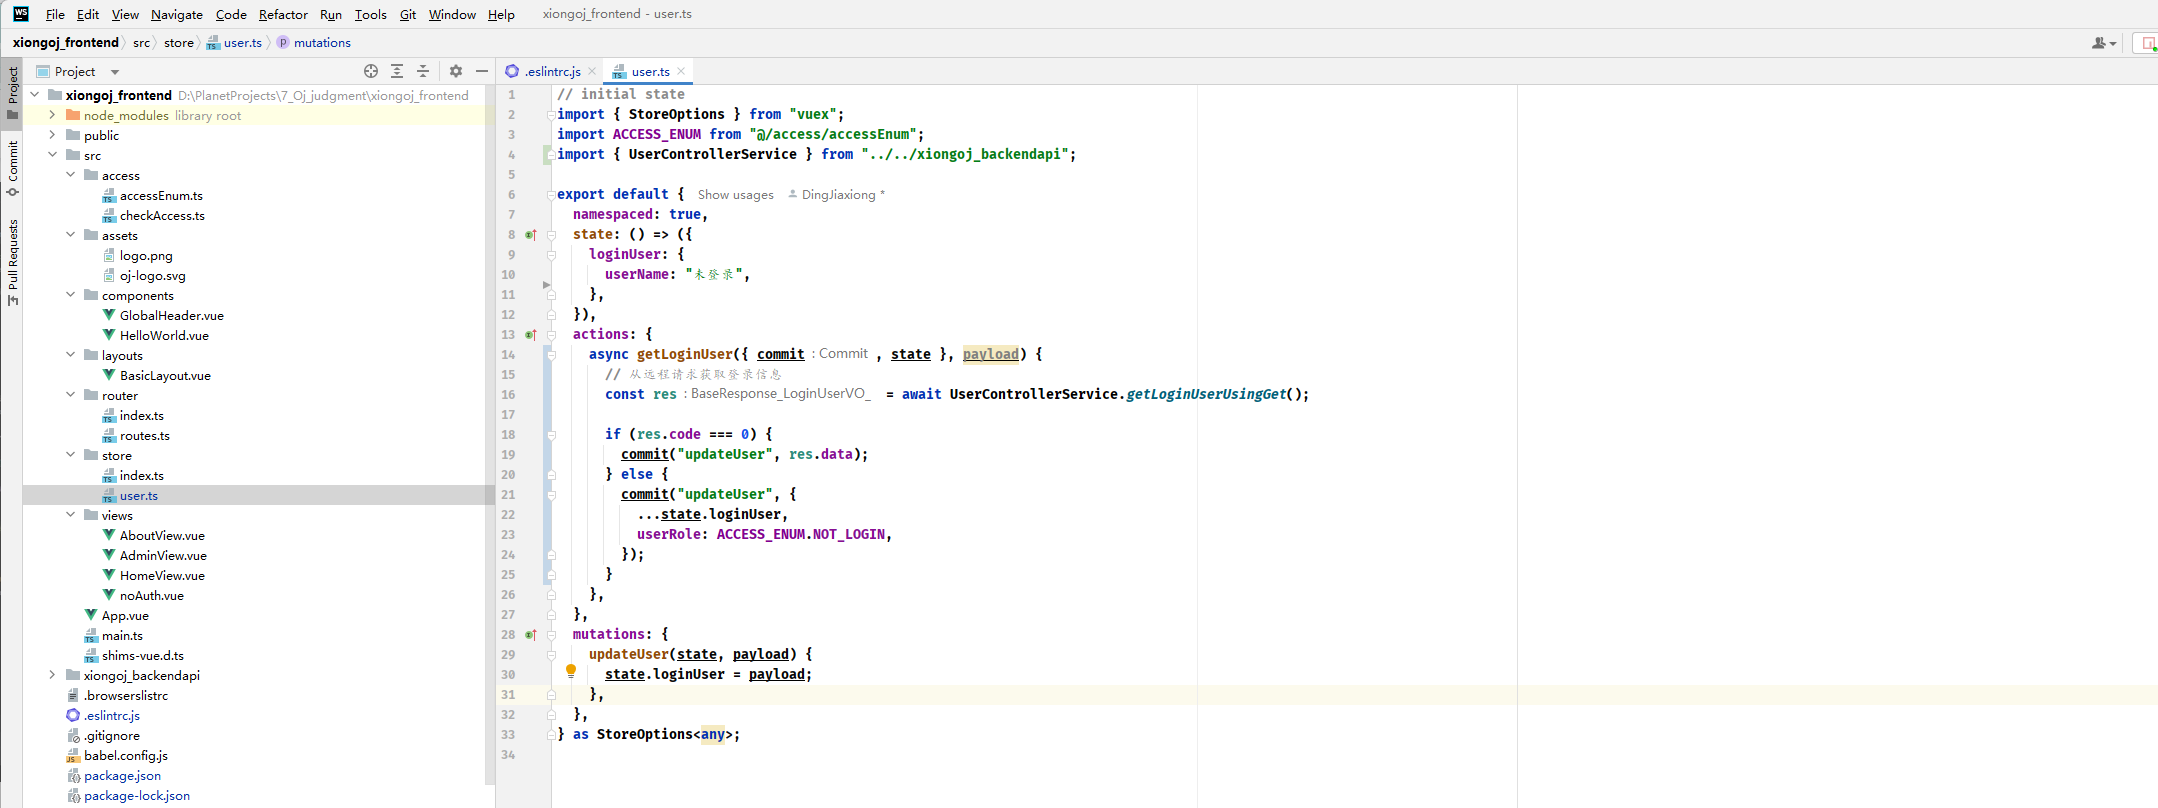 WS File Edit View Navigate Code Refactor Run Tools Git Window Help xiongoj_frontend - user.ts
xiongoj_frontend src store user.ts mutations
Project
Commit
Pull Requests
Project
xiongoj_frontend D:\PlanetProjects\7_Oj_judgment\xiongoj_frontend
node_modules library root
public
src
access
accessEnum.ts
checkAccess.ts
assets
logo.png
oj-logo.svg
components
GlobalHeader.vue
HelloWorld.vue
layouts
BasicLayout.vue
router
index.ts
routes.ts
store
index.ts
user.ts
views
AboutView.vue
AdminView.vue
HomeView.vue
noAuth.vue
App.vue
main.ts
shims-vue.d.ts
xiongoj_backendapi
.browserslistrc
.eslintrc.js
.gitignore
babel.config.js
package.json
package-lock.json
.eslintrc.js user.ts
1 // initial state
2 import { StoreOptions } from "vuex";
3 import ACCESS_ENUM from "@/access/accessEnum";
4 import { UserControllerService } from "../../xiongoj_backendapi";
5
6 export default { Show usages DingJiaxiong *
7 namespaced: true,
8 state: () => ({
9 loginUser: {
10 userName: "未登录",
11 },
12 }),
13 actions: {
14 async getLoginUser({ commit : Commit , state }, payload) {
15 // 从远程请求获取登录信息
16 const res : BaseResponse_LoginUserVO_ = await UserControllerService.getLoginUserUsingGet();
17
18 if (res.code === 0) {
19 commit("updateUser", res.data);
20 } else {
21 commit("updateUser", {
22 ...state.loginUser,
23 userRole: ACCESS_ENUM.NOT_LOGIN,
24 });
25 }
26 },
27 },
28 mutations: {
29 updateUser(state, payload) {
30 state.loginUser = payload;
31 },
32 },
33 } as StoreOptions<any>;
34